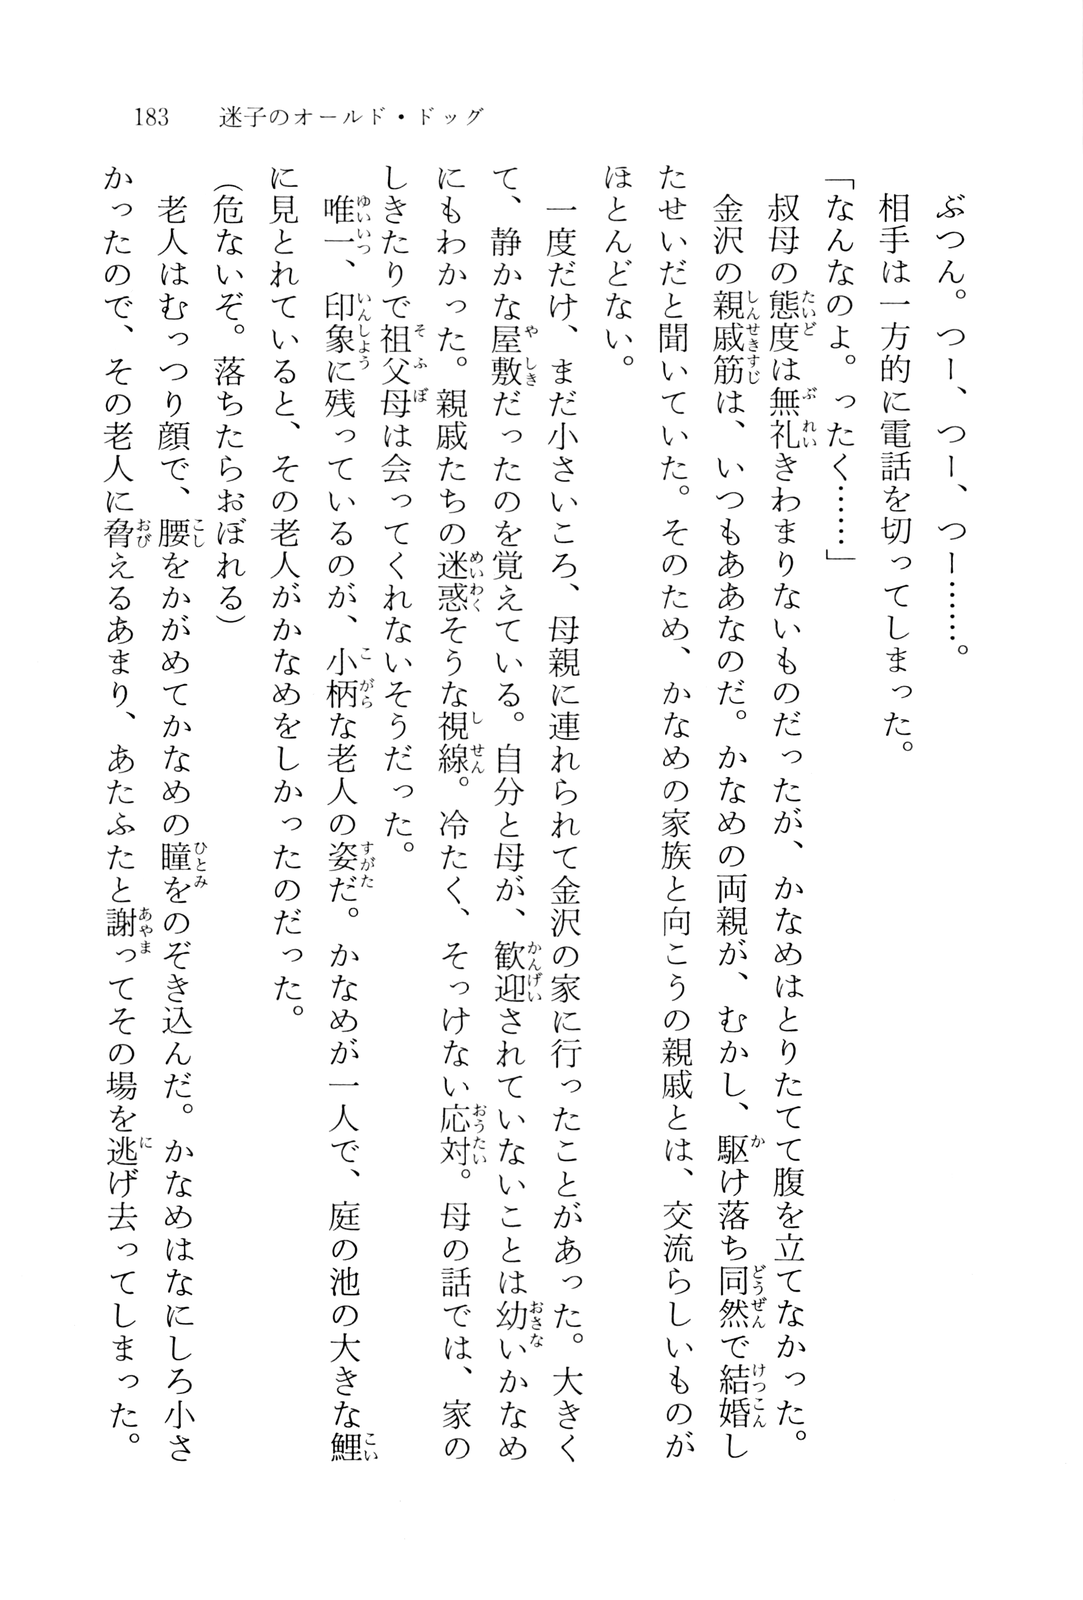 183　迷子のオールド・ドッグ
　ぶつん。つー、つー、つー……。
　相手は一方的に電話を切ってしまった。
「なんなのよ。ったく……」
　叔母の態度は無礼きわまりないものだったが、かなめはとりたてて腹を立てなかった。
　金沢の親戚筋は、いつもああなのだ。かなめの両親が、むかし、駆け落ち同然で結婚し
たせいだと聞いていた。そのため、かなめの家族と向こうの親戚とは、交流らしいものが
ほとんどない。
　一度だけ、まだ小さいころ、母親に連れられて金沢の家に行ったことがあった。大きく
て、静かな屋敷だったのを覚えている。自分と母が、歓迎されていないことは幼いかなめ
にもわかった。親戚たちの迷惑そうな視線。冷たく、そっけない応対。母の話では、家の
しきたりで祖父母は会ってくれないそうだった。
　唯一、印象に残っているのが、小柄な老人の姿だ。かなめが一人で、庭の池の大きな鯉
に見とれていると、その老人がかなめをしかったのだった。
（危ないぞ。落ちたらおぼれる）
　老人はむっつり顔で、腰をかがめてかなめの瞳をのぞき込んだ。かなめはなにしろ小さ
かったので、その老人に脅えるあまり、あたふたと謝ってその場を逃げ去ってしまった。